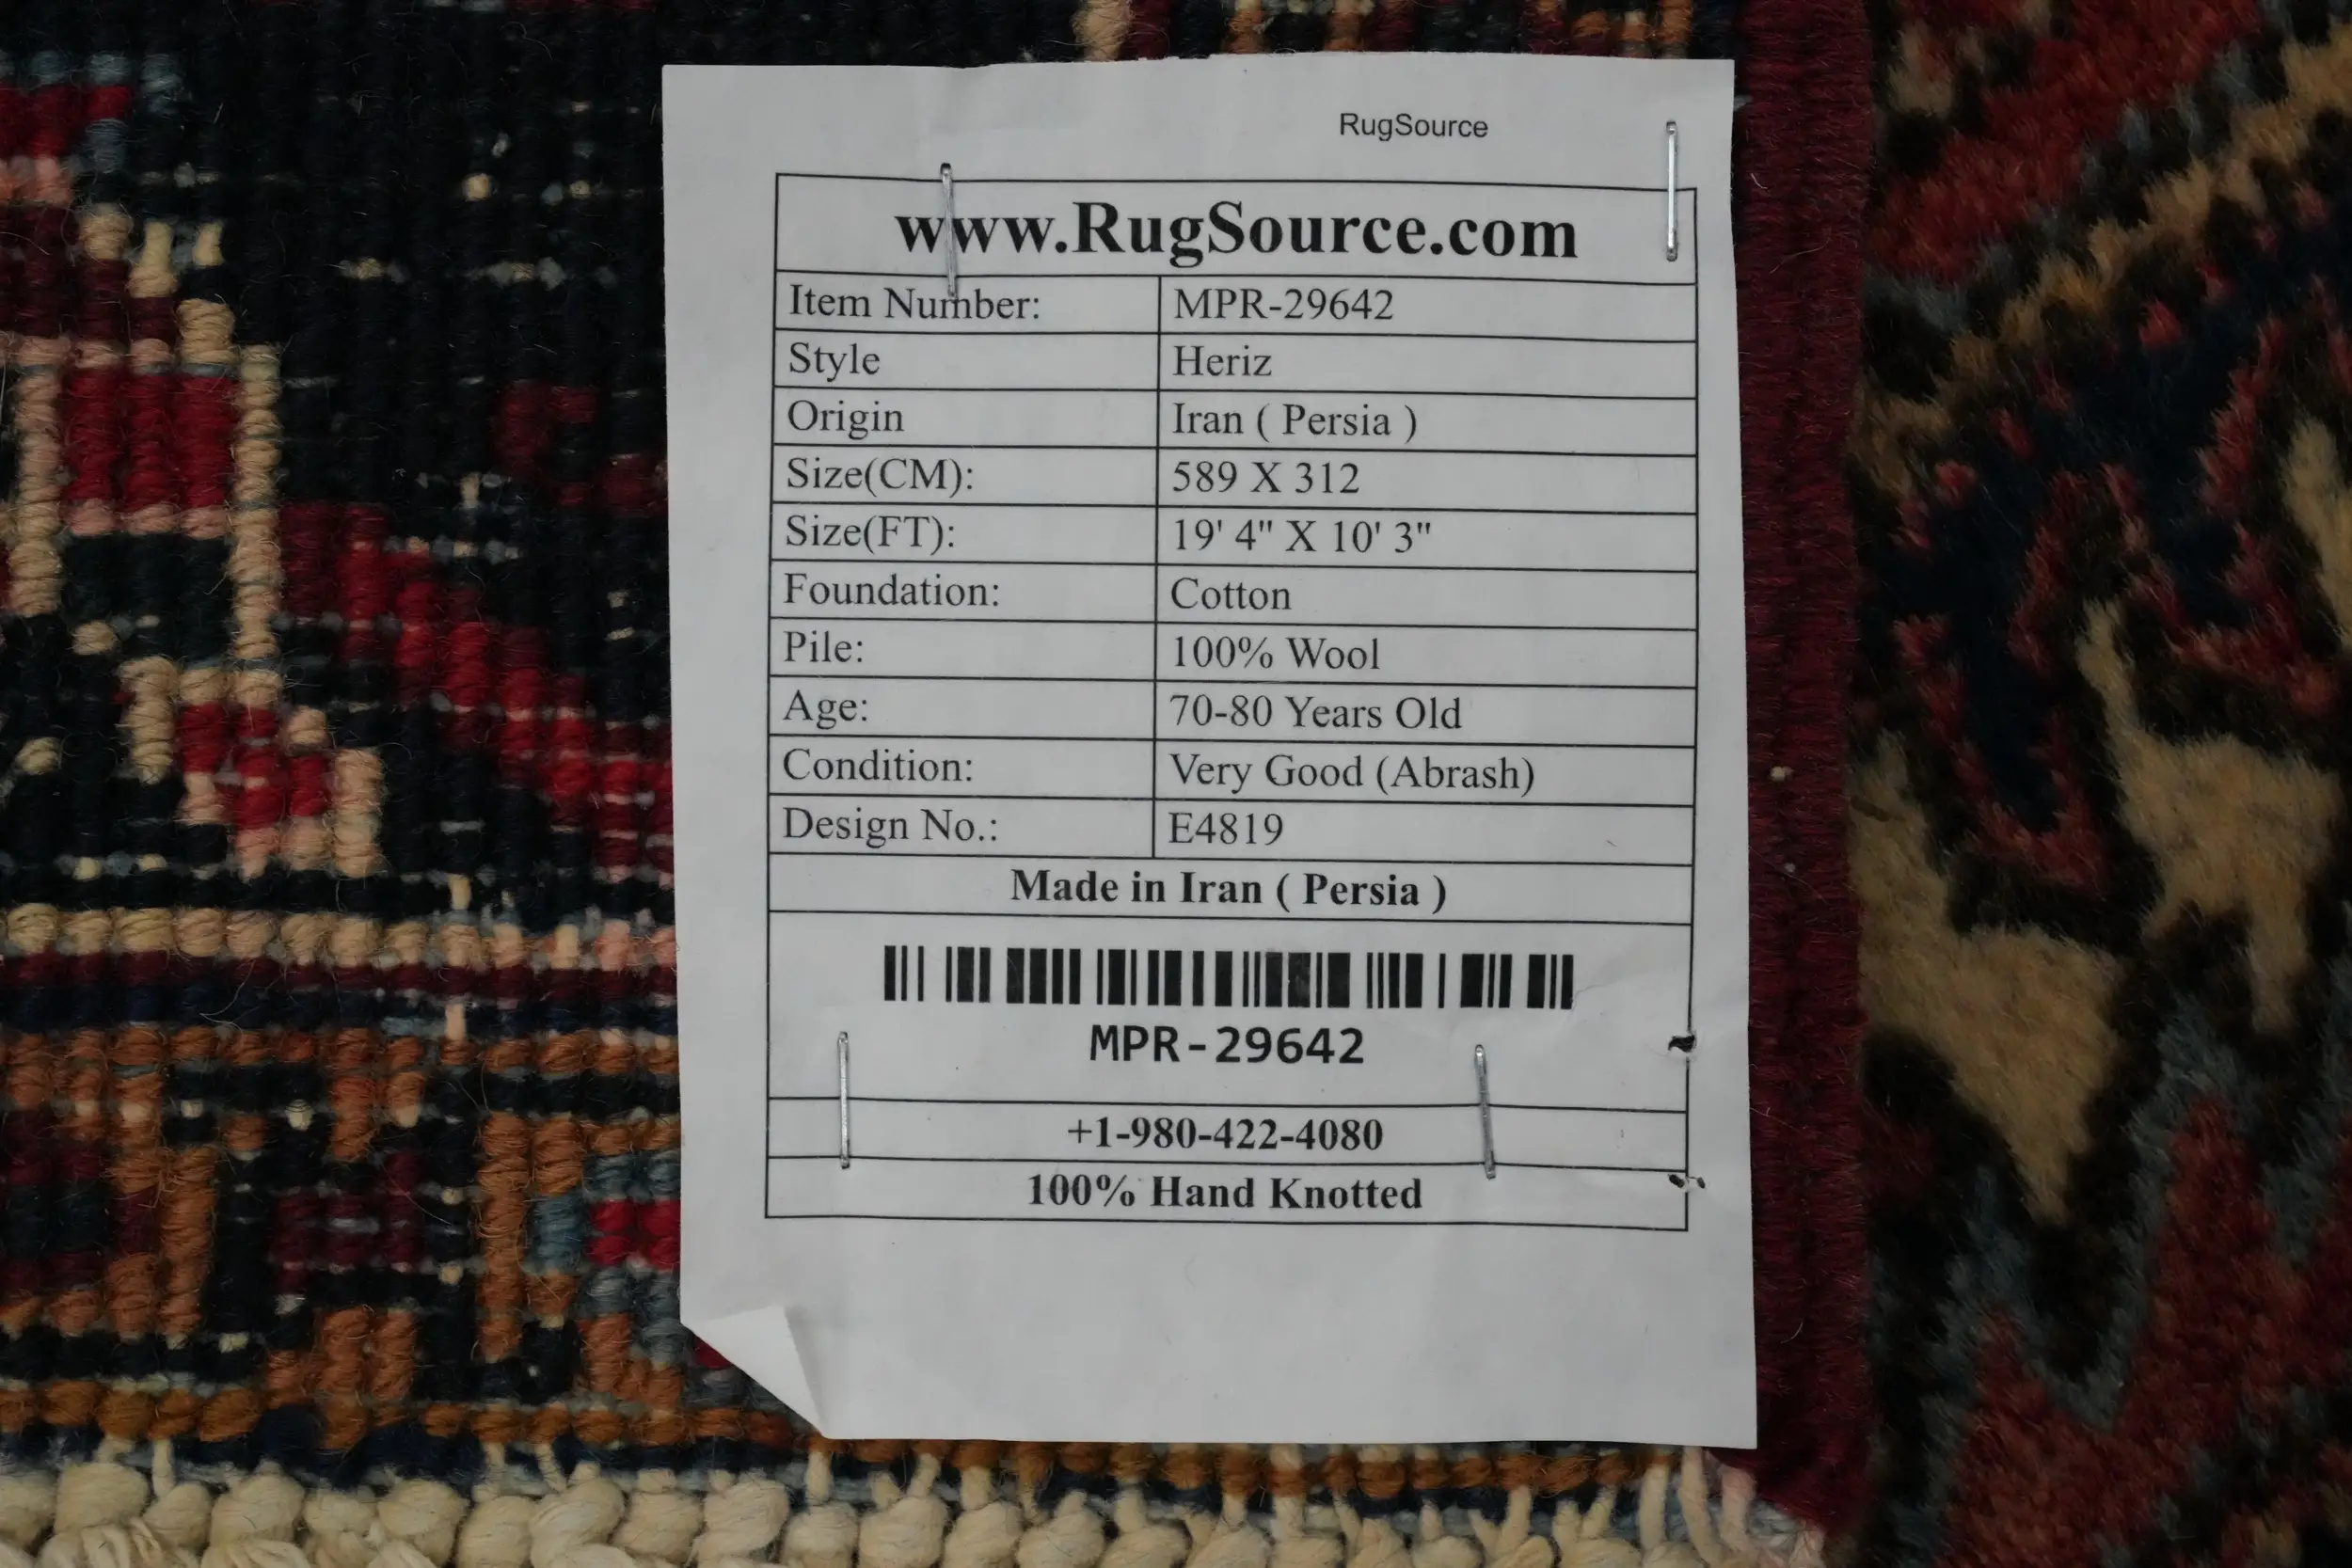 RugSource
www.RugSource.com
Item Number: MPR-29642
Style Heriz
Origin Iran ( Persia )
Size(CM): 589 X 312
Size(FT): 19' 4" X 10' 3"
Foundation: Cotton
Pile: 100% Wool
Age: 70-80 Years Old
Condition: Very Good (Abrash)
Design No.: E4819
Made in Iran ( Persia )
MPR-29642
+1-980-422-4080
100% Hand Knotted